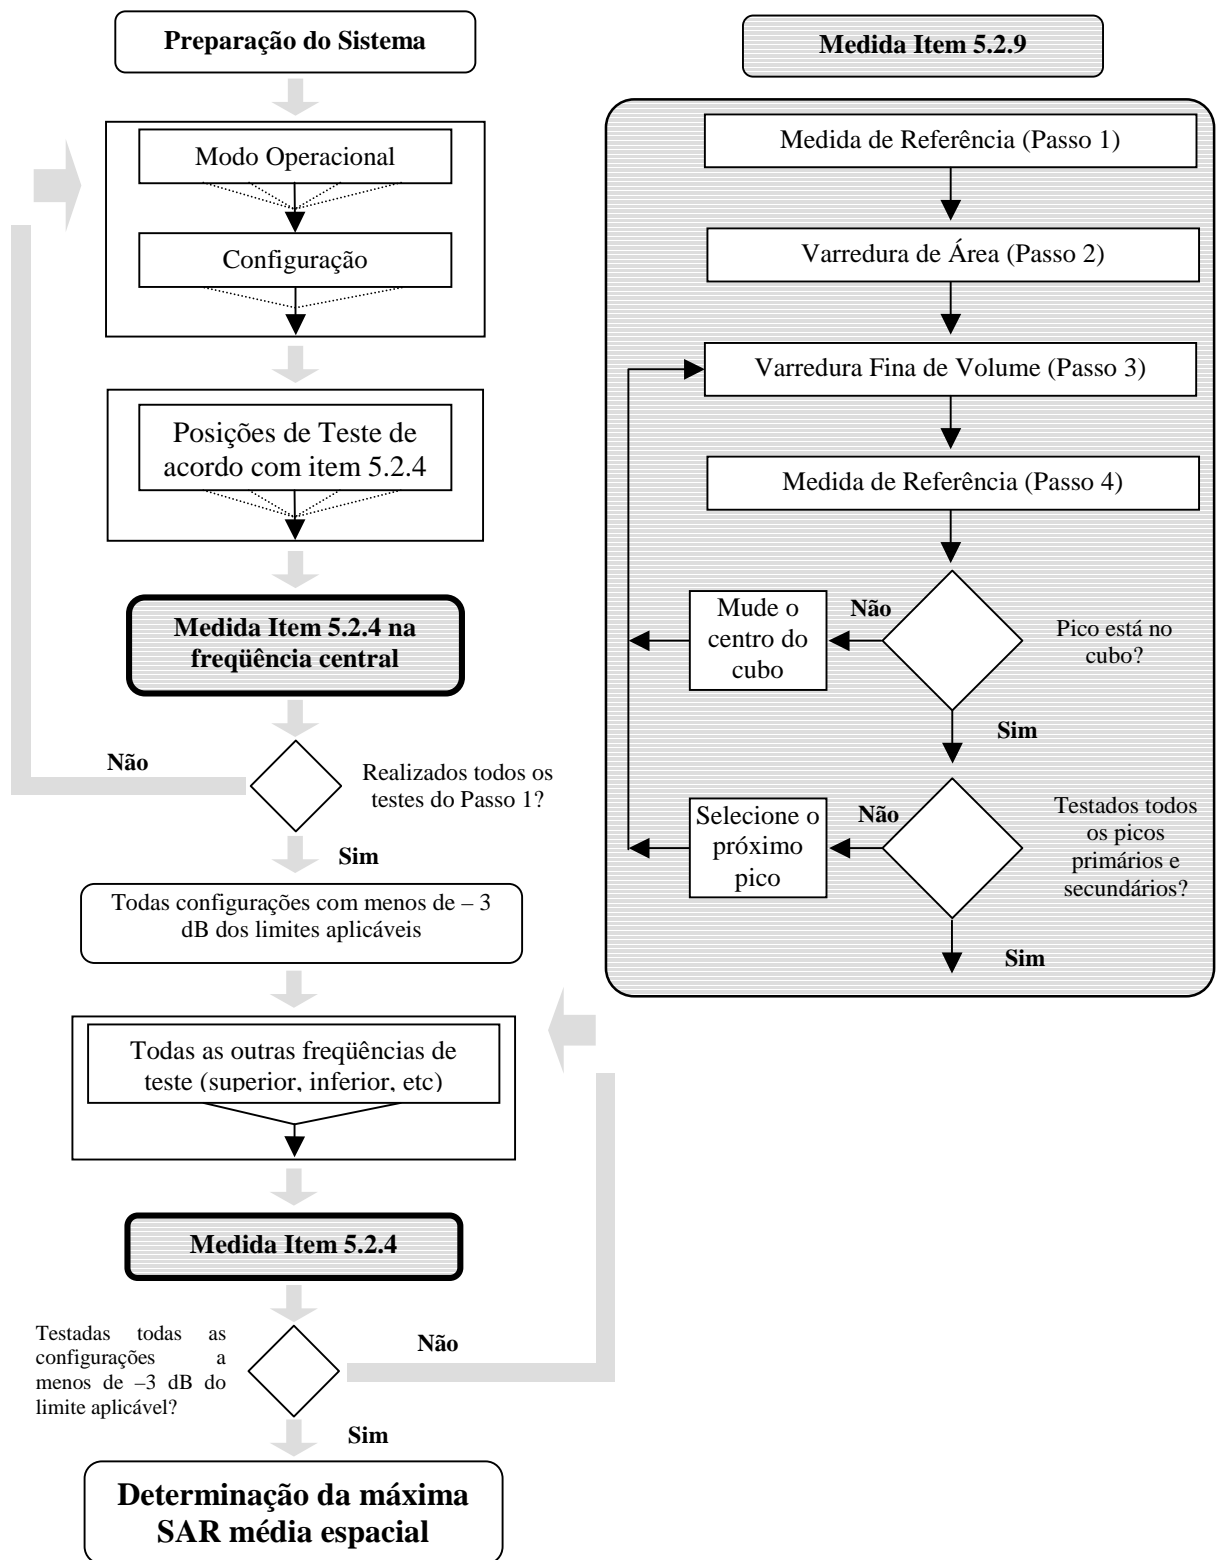 Preparação do Sistema
Modo Operacional
Configuração
Posições de Teste de
acordo com item 5.2.4
Medida Item 5.2.4 na
freqüência central
Não
Realizados todos os
testes do Passo 1?
Sim
Todas configurações com menos de – 3
dB dos limites aplicáveis
Todas as outras freqüências de
teste (superior, inferior, etc)
Medida Item 5.2.4
Testadas todas as
configurações a
menos de –3 dB do
limite aplicável?
Não
Sim
Determinação da máxima
SAR média espacial
Medida Item 5.2.9
Medida de Referência (Passo 1)
Varredura de Área (Passo 2)
Varredura Fina de Volume (Passo 3)
Medida de Referência (Passo 4)
Mude o
centro do
cubo
Não
Pico está no
cubo?
Sim
Selecione o
próximo
pico
Não
Testados todos
os picos
primários e
secundários?
Sim